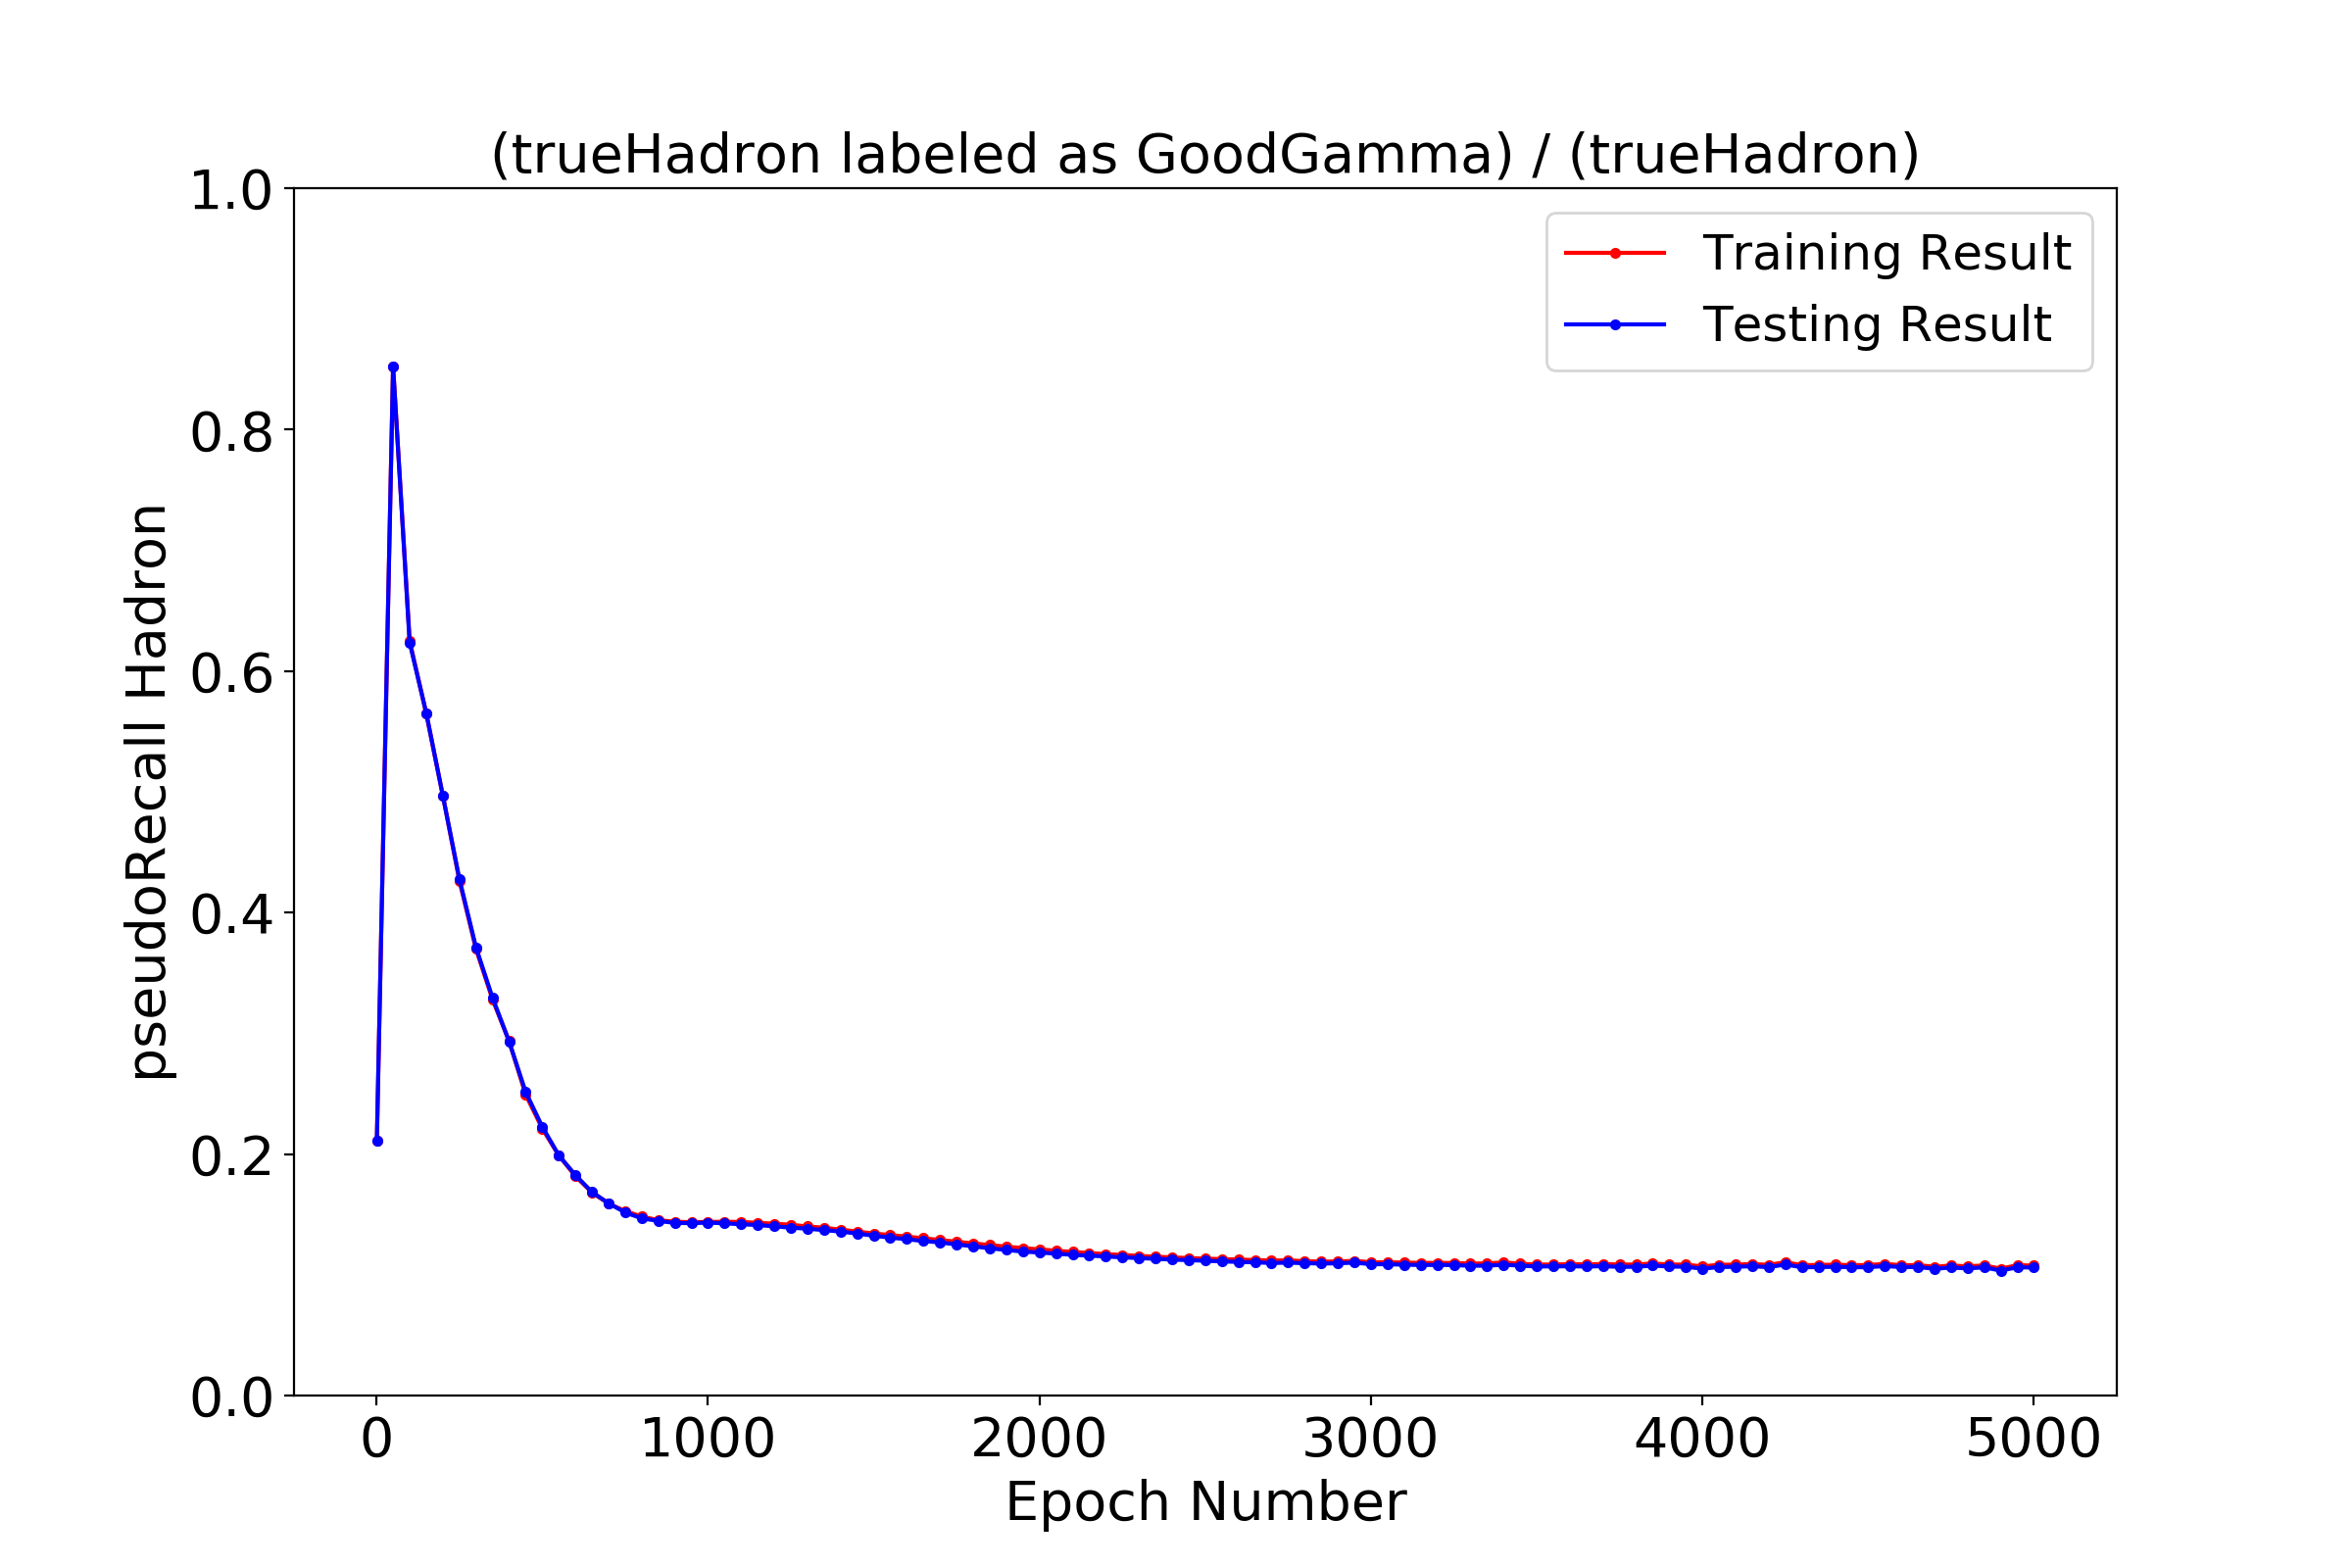 (trueHadron labeled as GoodGamma) / (trueHadron)
1.0
0.8
0.6
0.4
0.2
0.0
pseudoRecall Hadron
Training Result
Testing Result
0 1000 2000 3000 4000 5000
Epoch Number